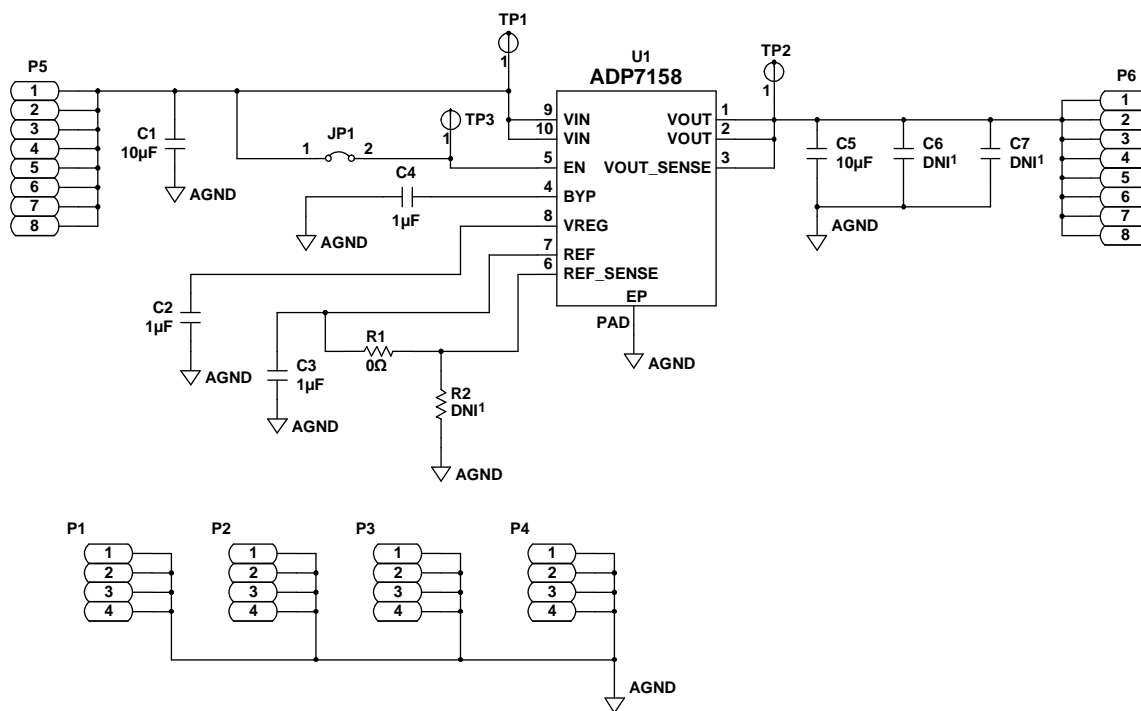 TP1
1
U1
ADP7158
TP2
1
P5
1
2
3
4
5
6
7
8
C1
10µF
AGND
JP1
1 2
TP3
1
C4
1µF
AGND
9 VIN
10 VIN
5 EN
4 BYP
8 VREG
7 REF
6 REF_SENSE
VOUT 1
VOUT 2
VOUT_SENSE 3
EP
PAD
AGND
C5
10µF
C6
DNI¹
C7
DNI¹
AGND
P6
1
2
3
4
5
6
7
8
C2
1µF
AGND
C3
1µF
AGND
R1
0Ω
R2
DNI¹
AGND
P1
1
2
3
4
P2
1
2
3
4
P3
1
2
3
4
P4
1
2
3
4
AGND